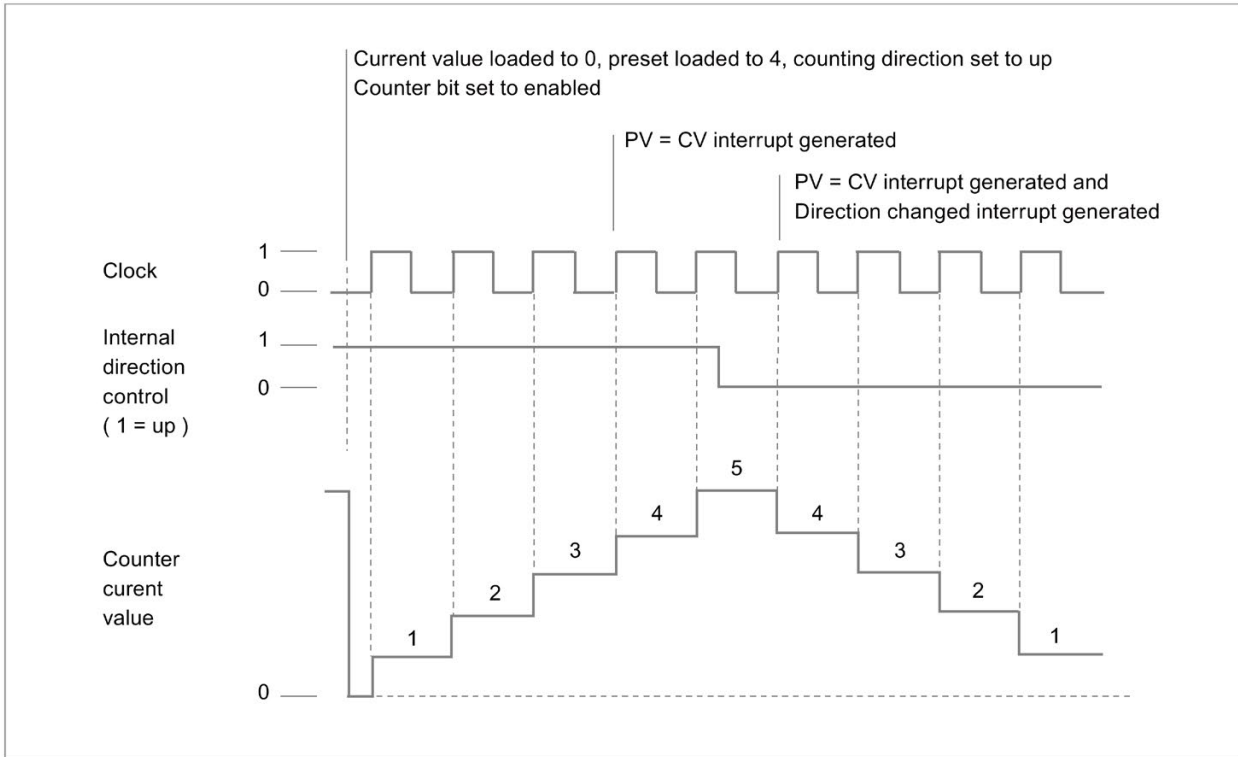 Current value loaded to 0, preset loaded to 4, counting direction set to up
Counter bit set to enabled
PV = CV interrupt generated
PV = CV interrupt generated and
Direction changed interrupt generated
Clock
1
0
Internal
direction
control
( 1 = up )
1
0
Counter
curent
value
0
1
2
3
4
5
4
3
2
1